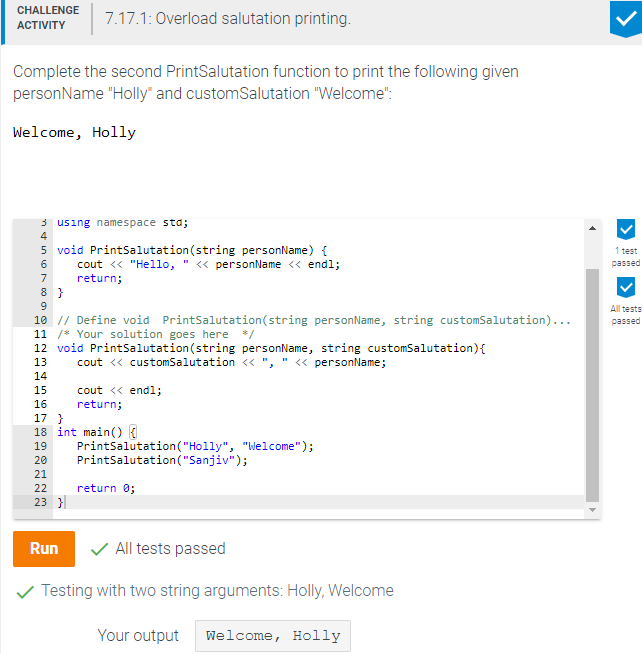 CHALLENGE
ACTIVITY
7.17.1: Overload salutation printing.
Complete the second PrintSalutation function to print the following given
personName "Holly" and customSalutation "Welcome":
Welcome, Holly
3 using namespace std;
4
5 void PrintSalutation(string personName) {
6    cout << "Hello, " << personName << endl;
7    return;
8 }
9
10 // Define void  PrintSalutation(string personName, string customSalutation)...
11 /* Your solution goes here  */
12 void PrintSalutation(string personName, string customSalutation){
13    cout << customSalutation << ", " << personName;
14
15    cout << endl;
16    return;
17 }
18 int main() {
19    PrintSalutation("Holly", "Welcome");
20    PrintSalutation("Sanjiv");
21
22    return 0;
23 }
1 test
passed
All tests
passed
Run
All tests passed
Testing with two string arguments: Holly, Welcome
Your output
Welcome, Holly